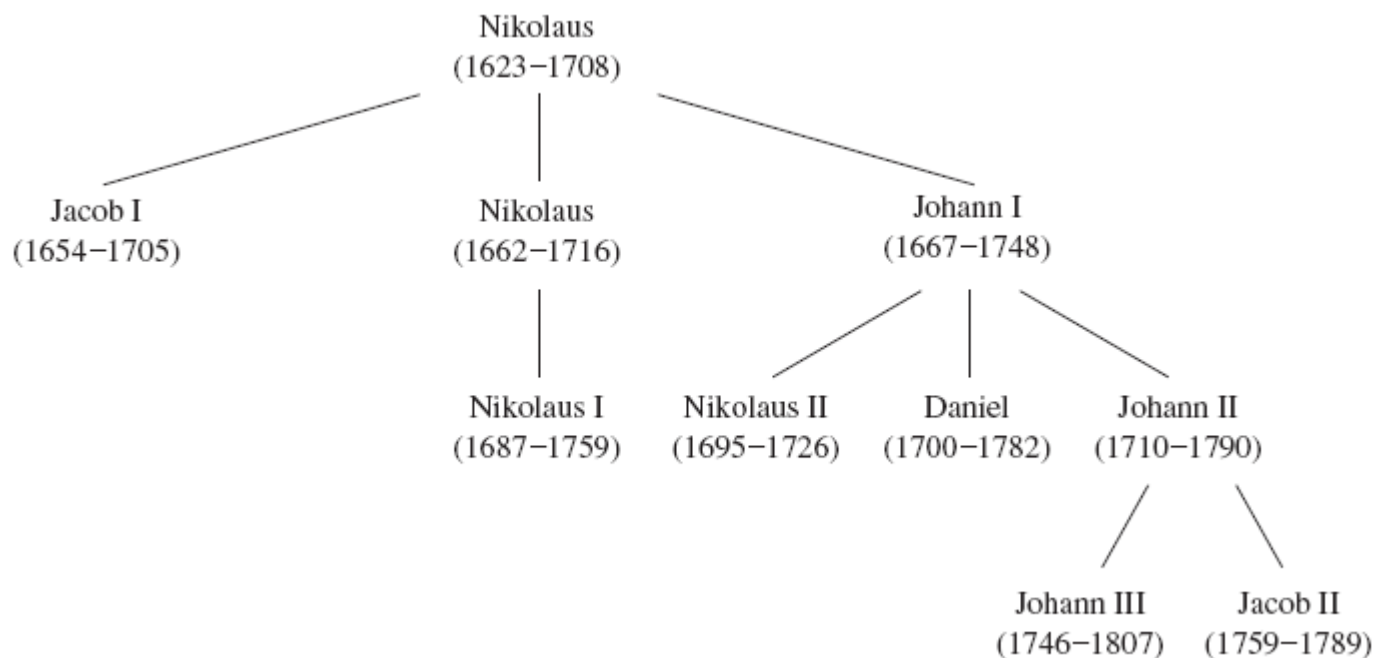 Nikolaus
(1623–1708)
Jacob I
(1654–1705)
Nikolaus
(1662–1716)
Johann I
(1667–1748)
Nikolaus I
(1687–1759)
Nikolaus II
(1695–1726)
Daniel
(1700–1782)
Johann II
(1710–1790)
Johann III
(1746–1807)
Jacob II
(1759–1789)